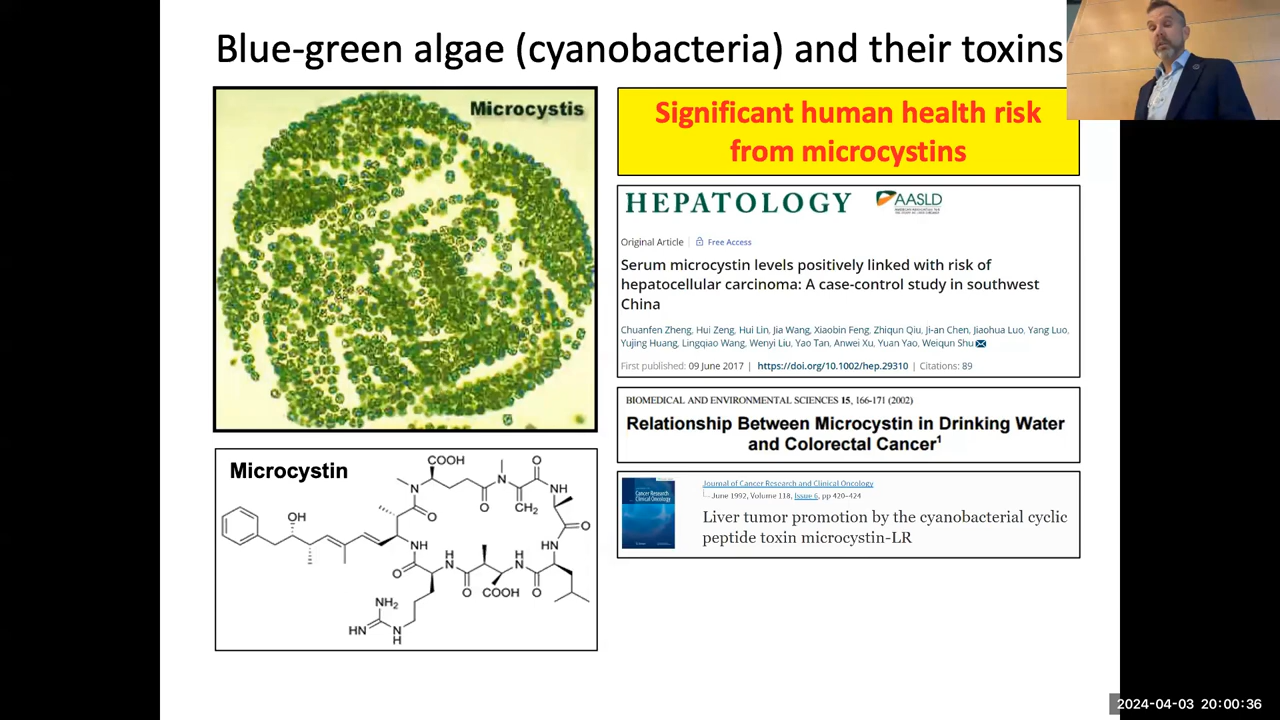 Blue-green algae (cyanobacteria) and their toxins
Microcystis
Significant human health risk
from microcystins
HEPATOLOGY AASLD
Original Article Free Access
Serum microcystin levels positively linked with risk of
hepatocellular carcinoma: A case-control study in southwest
China
Chuanfen Zheng, Hui Zeng, Hui Lin, Jia Wang, Xiaobin Feng, Zhiqun Qiu, Ji-an Chen, Jiaohua Luo, Yang Luo,
Yujing Huang, Lingqiao Wang, Wenyi Liu, Yao Tan, Anwei Xu, Yuan Yao, Weiqun Shu
First published: 09 June 2017 | https://doi.org/10.1002/hep.29310 | Citations: 89
BIOMEDICAL AND ENVIRONMENTAL SCIENCES 15, 166-171 (2002)
Relationship Between Microcystin in Drinking Water
and Colorectal Cancer¹
Journal of Cancer Research and Clinical Oncology
June 1992, Volume 118, Issue 6, pp 420–424
Liver tumor promotion by the cyanobacterial cyclic
peptide toxin microcystin-LR
Microcystin
COOH
O
N
N
NH
O
O
CH₂
OH
O
NH
HN
O
H
N
H
N
O
O
COOH
O
NH₂
HN
N
H
2024-04-03 20:00:36